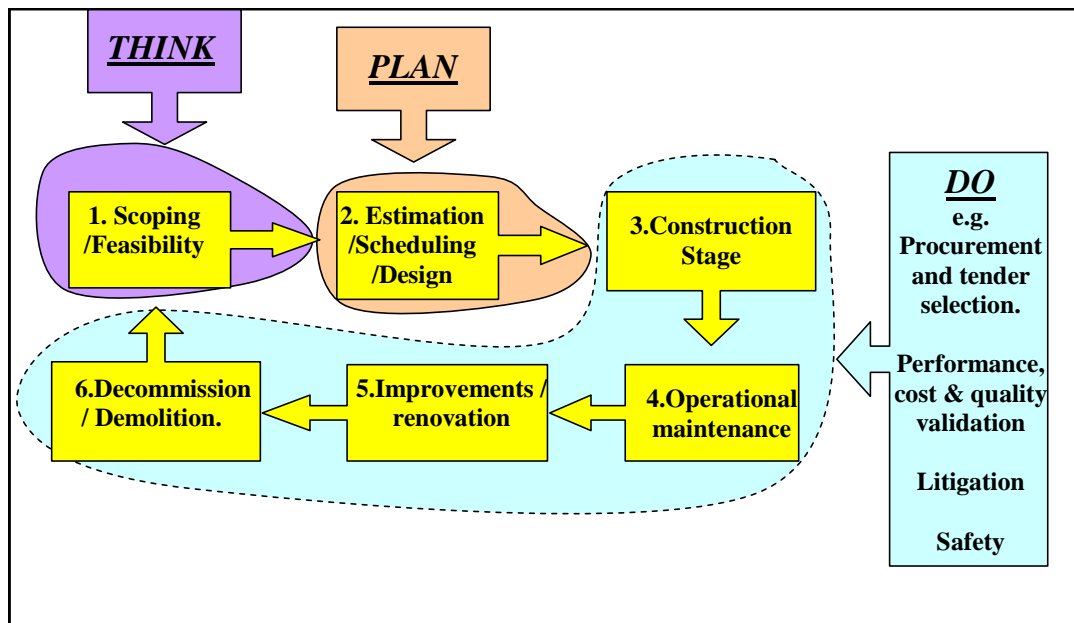 THINK
PLAN
1. Scoping
/Feasibility
2. Estimation
/Scheduling
/Design
3.Construction
Stage
4.Operational
maintenance
5.Improvements /
renovation
6.Decommission
/ Demolition.
DO
e.g.
Procurement
and tender
selection.
Performance,
cost & quality
validation
Litigation
Safety